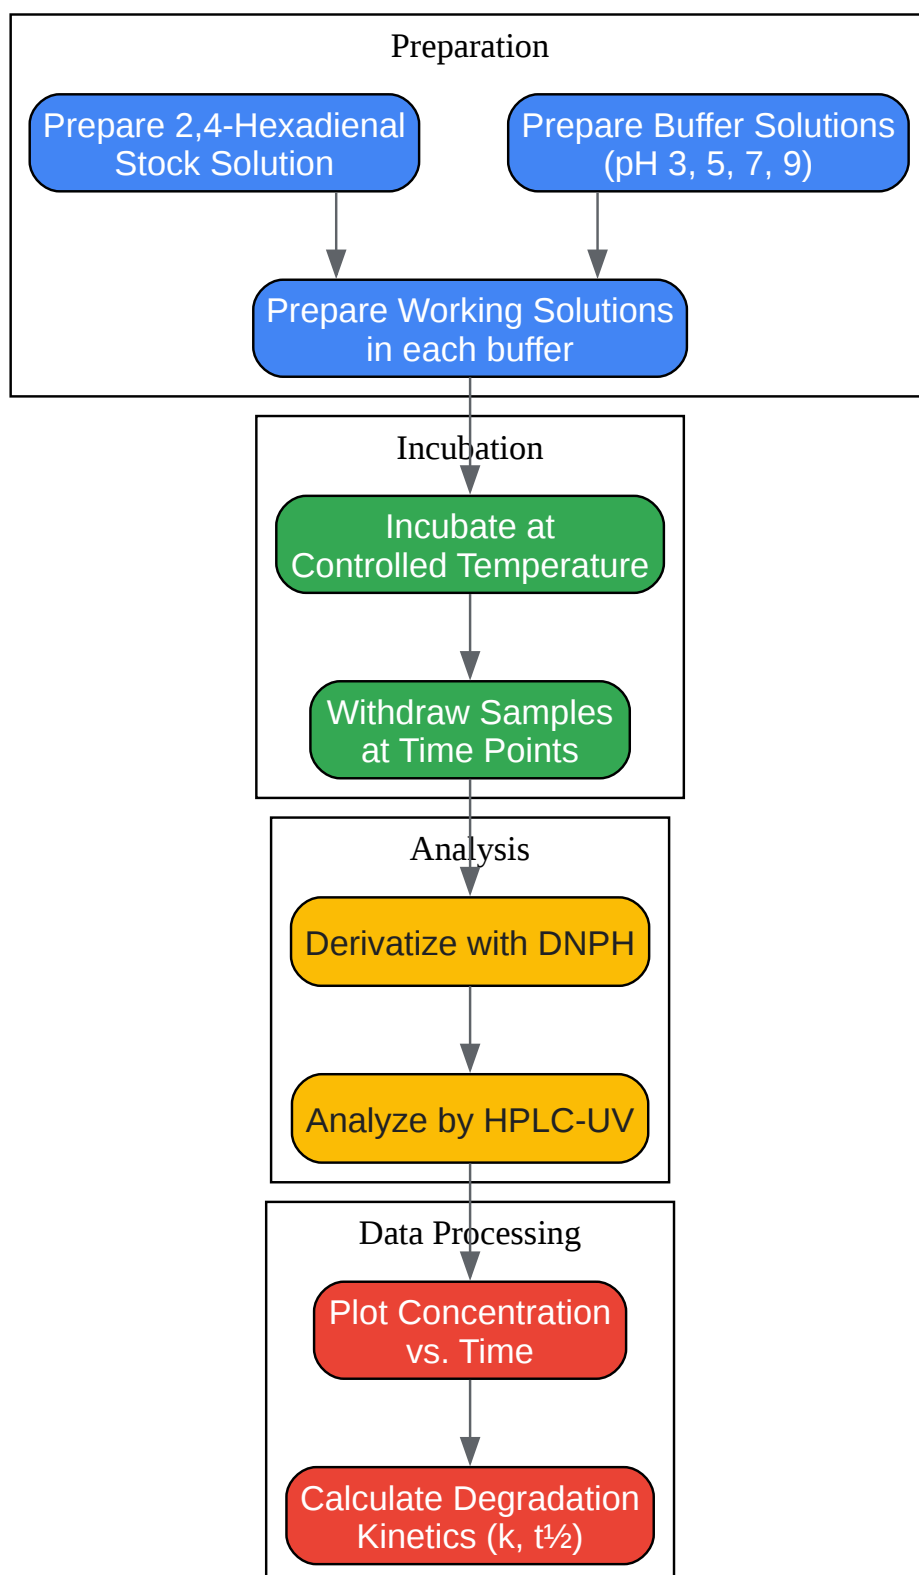 Preparation
Prepare 2,4-Hexadienal
Stock Solution
Prepare Buffer Solutions
(pH 3, 5, 7, 9)
Prepare Working Solutions
in each buffer
Incubation
Incubate at
Controlled Temperature
Withdraw Samples
at Time Points
Analysis
Derivatize with DNPH
Analyze by HPLC-UV
Data Processing
Plot Concentration
vs. Time
Calculate Degradation
Kinetics (k, t½)